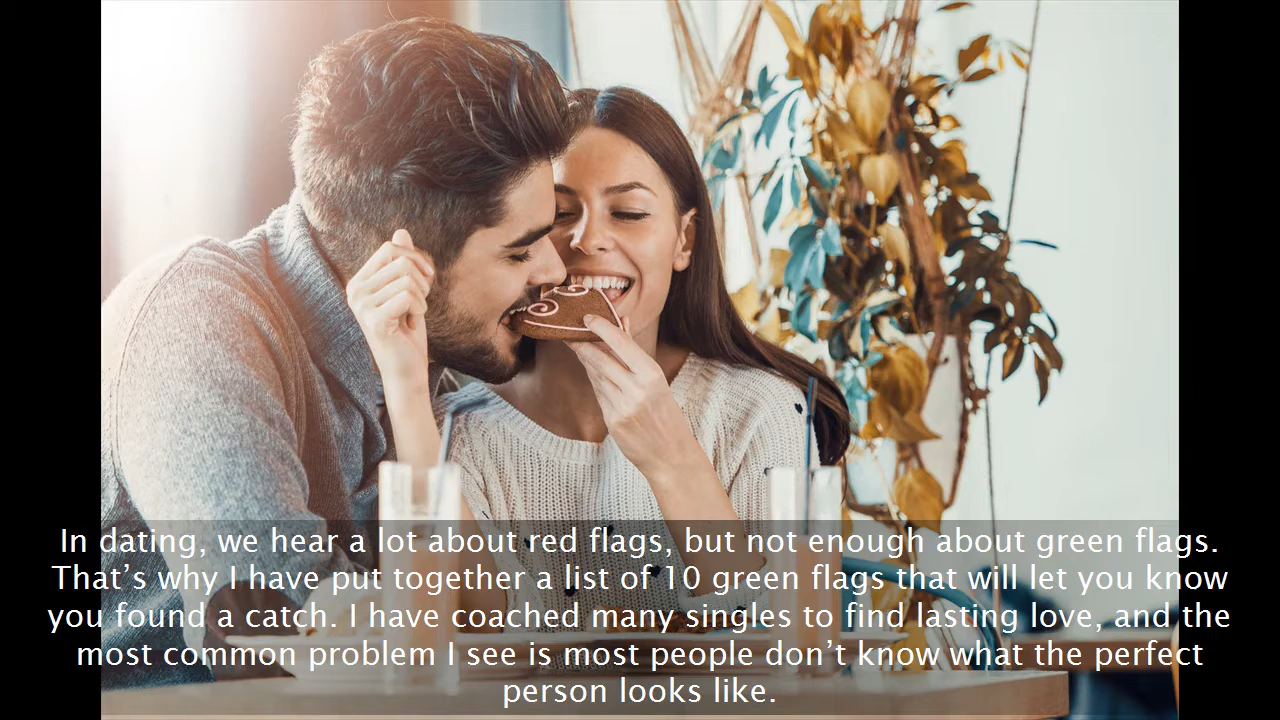 In dating, we hear a lot about red flags, but not enough about green flags.
That’s why I have put together a list of 10 green flags that will let you know
you found a catch. I have coached many singles to find lasting love, and the
most common problem I see is most people don’t know what the perfect
person looks like.